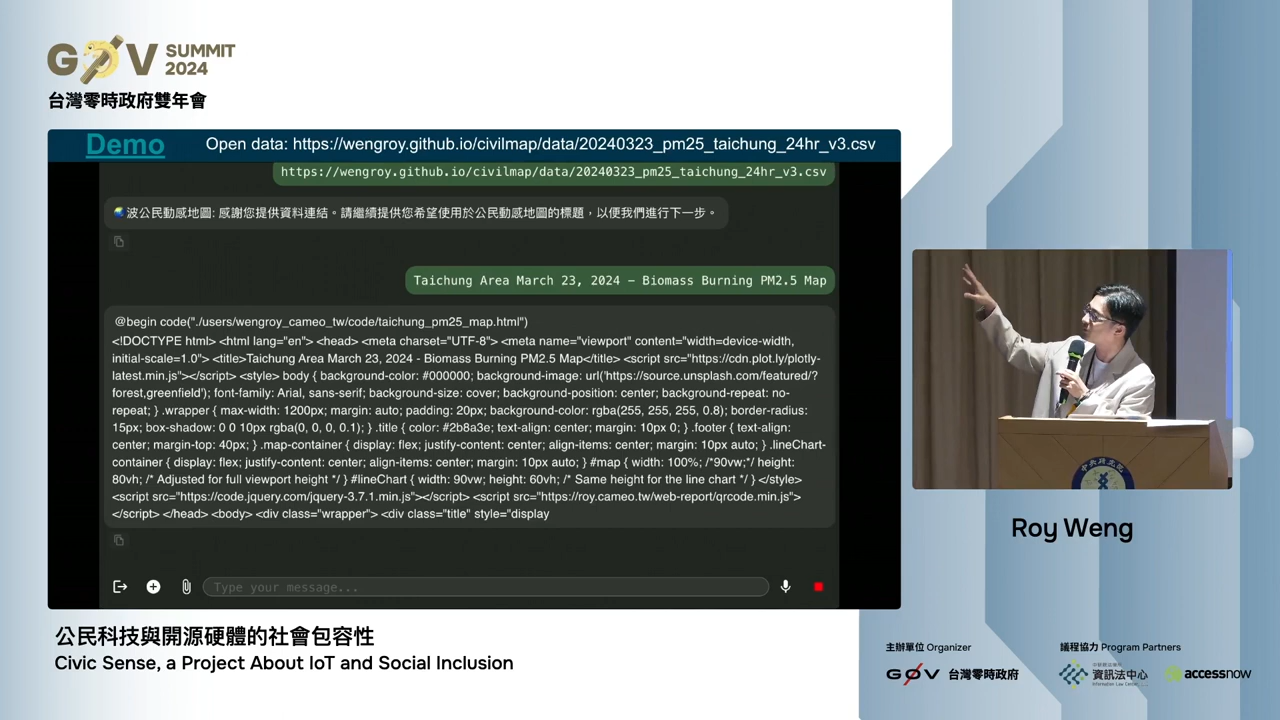 G0V SUMMIT 2024
台灣零時政府雙年會
Demo Open data: https://wengroy.github.io/civilmap/data/20240323_pm25_taichung_24hr_v3.csv
https://wengroy.github.io/civilmap/data/20240323_pm25_taichung_24hr_v3.csv
波公民動感地圖: 感謝您提供資料連結。請繼續提供您希望使用於公民動感地圖的標題，以便我們進行下一步。
Taichung Area March 23, 2024 – Biomass Burning PM2.5 Map
@begin code("./users/wengroy_cameo_tw/code/taichung_pm25_map.html")
<!DOCTYPE html> <html lang="en"> <head> <meta charset="UTF-8"> <meta name="viewport" content="width=device-width,
initial-scale=1.0"> <title>Taichung Area March 23, 2024 - Biomass Burning PM2.5 Map</title> <script src="https://cdn.plot.ly/plotly-
latest.min.js"></script> <style> body { background-color: #000000; background-image: url('https://source.unsplash.com/featured/?
forest,greenfield'); font-family: Arial, sans-serif; background-size: cover; background-position: center; background-repeat: no-
repeat; } .wrapper { max-width: 1200px; margin: auto; padding: 20px; background-color: rgba(255, 255, 255, 0.8); border-radius:
15px; box-shadow: 0 0 10px rgba(0, 0, 0, 0.1); } .title { color: #2b8a3e; text-align: center; margin: 10px 0; } .footer { text-align:
center; margin-top: 40px; } .map-container { display: flex; justify-content: center; align-items: center; margin: 10px auto; } .lineChart-
container { display: flex; justify-content: center; align-items: center; margin: 10px auto; } #map { width: 100%; /*90vw;*/ height:
80vh; /* Adjusted for full viewport height */ } #lineChart { width: 90vw; height: 60vh; /* Same height for the line chart */ } </style>
<script src="https://code.jquery.com/jquery-3.7.1.min.js"></script> <script src="https://roy.cameo.tw/web-report/qrcode.min.js">
</script> </head> <body> <div class="wrapper"> <div class="title" style="display
Type your message...
中央研究院
Roy Weng
公民科技與開源硬體的社會包容性
Civic Sense, a Project About IoT and Social Inclusion
主辦單位 Organizer
G0V 台灣零時政府
議程協力 Program Partners
資訊法中心
Information Law Center
accessnow